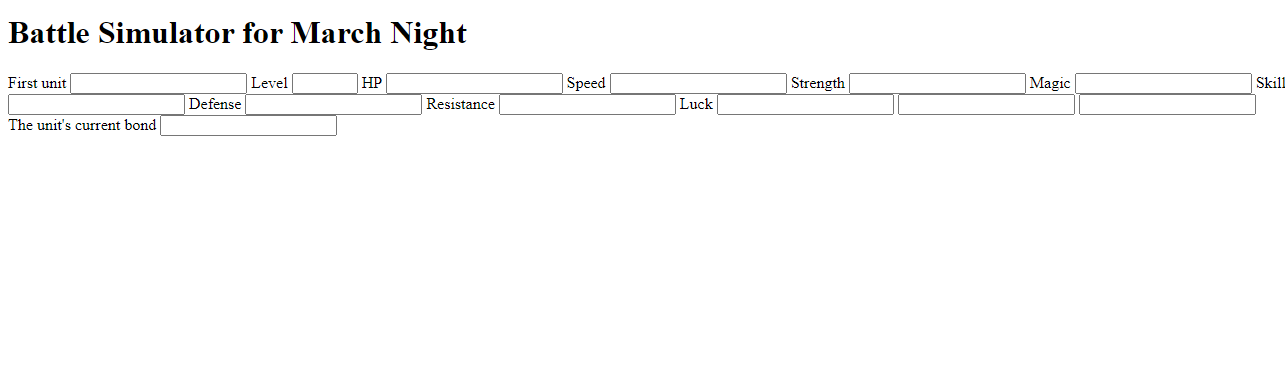 Battle Simulator for March Night
First unit Level HP Speed Strength Magic Skill
Defense Resistance Luck
The unit's current bond